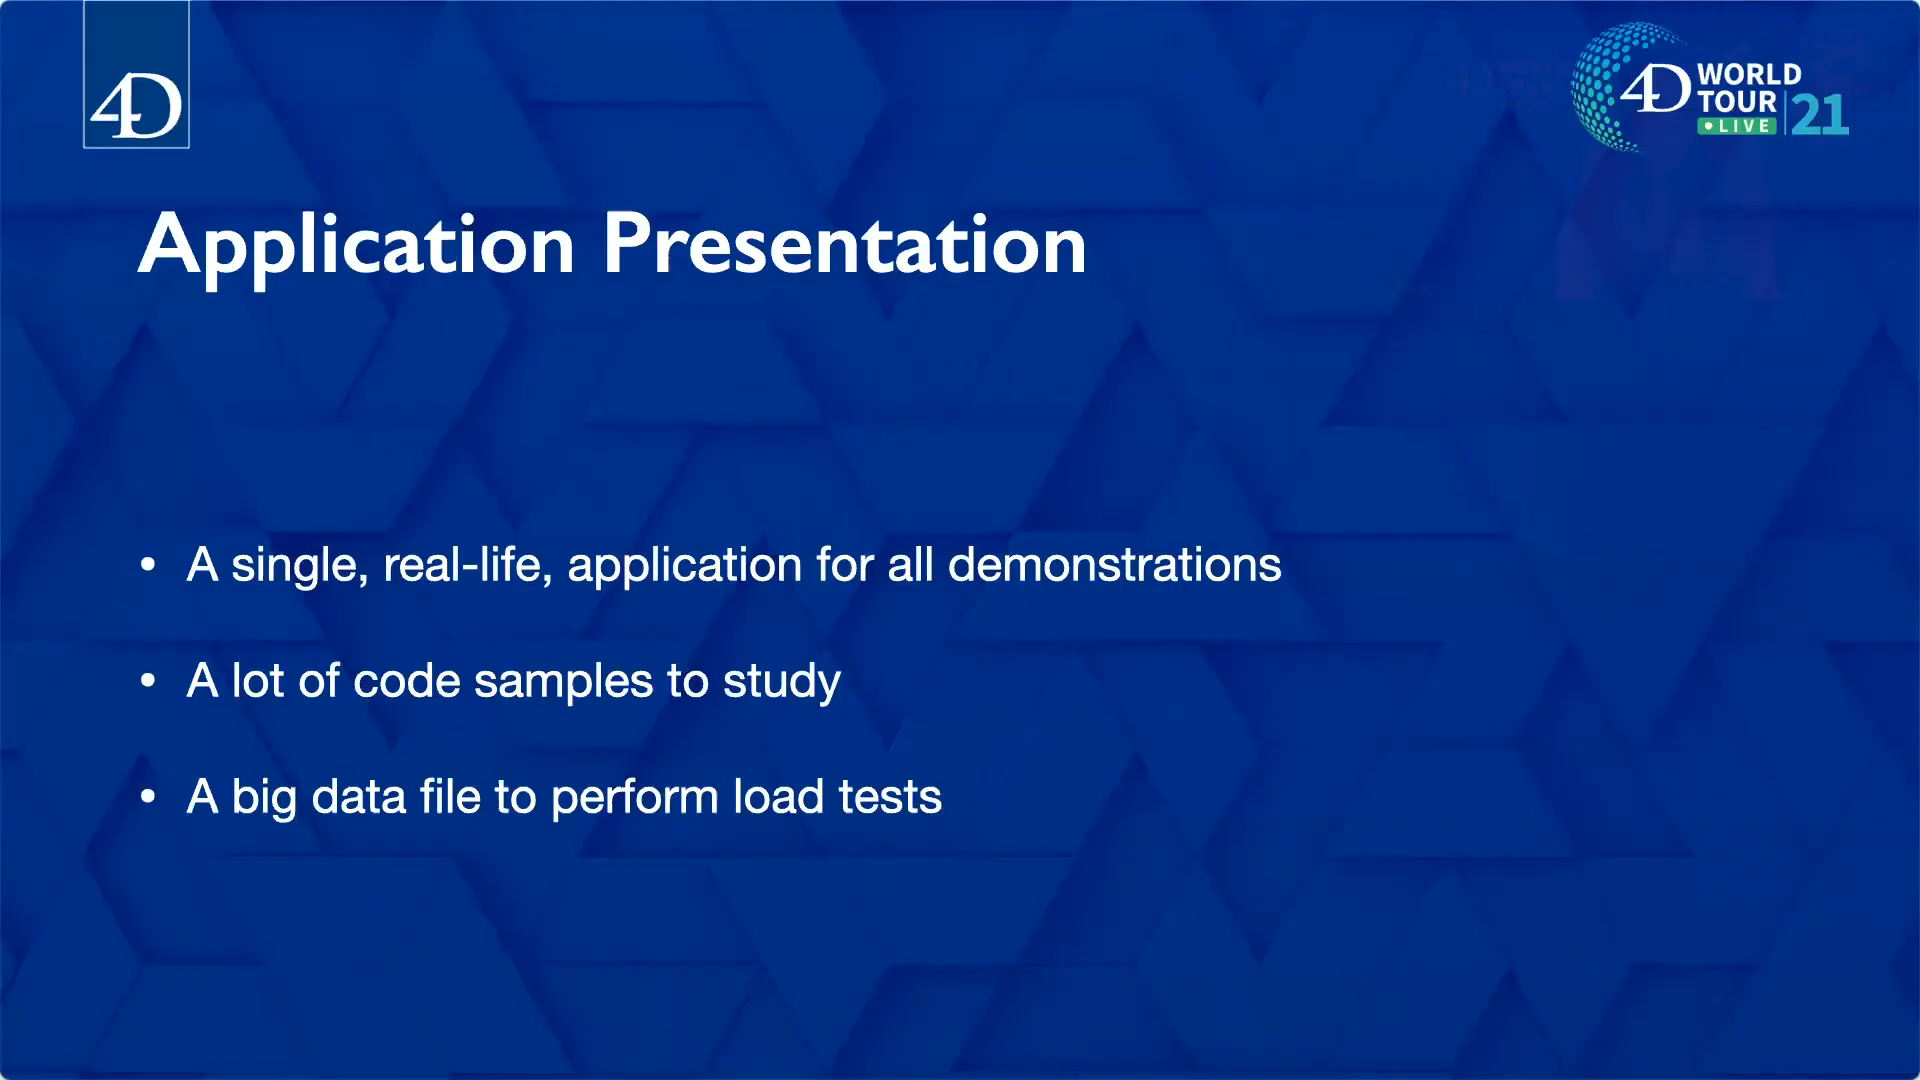 4D
4D WORLD
TOUR
• LIVE 21
Application Presentation
• A single, real-life, application for all demonstrations
• A lot of code samples to study
• A big data file to perform load tests